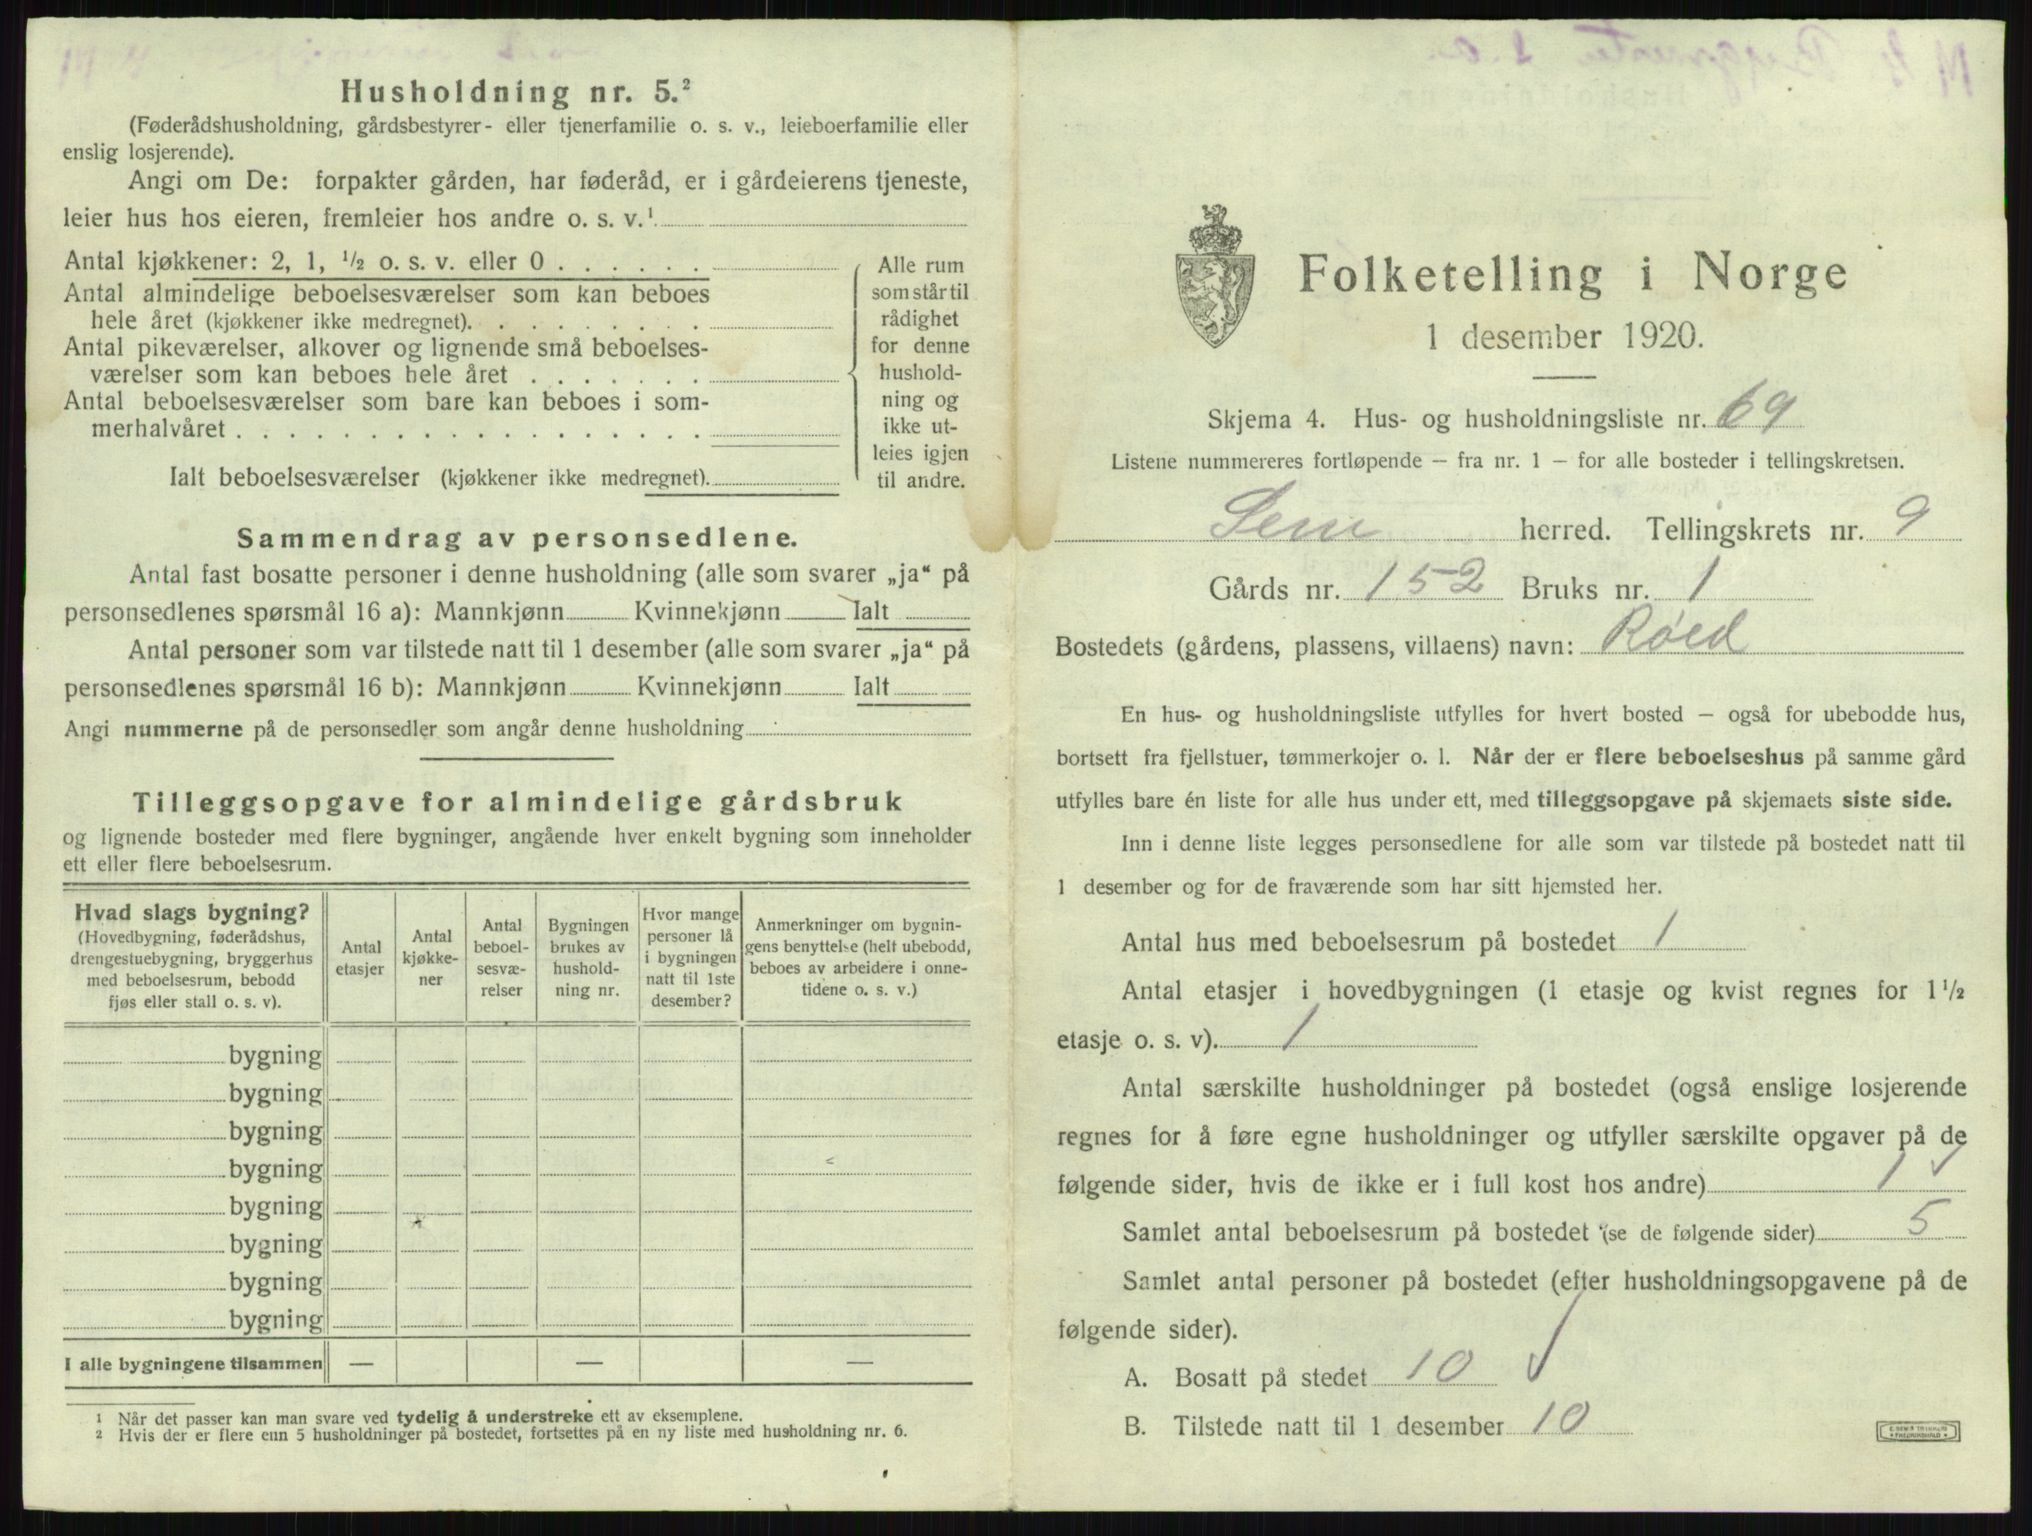 Husholdning nr. 5.²
(Føderådshusholdning, gårdsbestyrer- eller tjenerfamilie o. s. v., leieboerfamilie eller
enslig losjerende).
Angi om De: forpakter gården, har føderåd, er i gårdeierens tjeneste,
leier hus hos eieren, fremleier hos andre o. s. v.¹
Antal kjøkkener: 2, 1, ½ o. s. v. eller 0 . . . . . .
Antal almindelige beboelsesværelser som kan beboes
hele året (kjøkkener ikke medregnet). . . . . . . . .
Antal pikeværelser, alkover og lignende små beboelses-
værelser som kan beboes hele året . . . . . . .
Antal beboelsesværelser som bare kan beboes i som-
merhalvåret . . . . . . . . . . . . . . . . . .
Ialt beboelsesværelser (kjøkkener ikke medregnet).
Alle rum
som står til
rådighet
for denne
hushold-
ning og
ikke ut-
leies igjen
til andre.
Sammendrag av personsedlene.
Antal fast bosatte personer i denne husholdning (alle som svarer „ja“ på
personsedlenes spørsmål 16 a): Mannkjønn Kvinnekjønn Ialt
Antal personer som var tilstede natt til 1 desember (alle som svarer „ja“ på
personsedlenes spørsmål 16 b): Mannkjønn Kvinnekjønn Ialt
Angi nummerne på de personsedler som angår denne husholdning
Tilleggsopgave for almindelige gårdsbruk
og lignende bosteder med flere bygninger, angående hver enkelt bygning som inneholder
ett eller flere beboelsesrum.
Hvad slags bygning?
(Hovedbygning, føderådshus,
drengestuebygning, bryggerhus
med beboelsesrum, bebodd
fjøs eller stall o. s. v).
Antal
etasjer
Antal
kjøkke-
ner
Antal
beboel-
sesvæ-
relser
Bygningen
brukes av
hushold-
ning nr.
Hvor mange
personer lå
i bygningen
natt til 1ste
desember?
Anmerkninger om bygnin-
gens benyttelse (helt ubebodd,
beboes av arbeidere i onne-
tidene o. s. v.)
bygning
bygning
bygning
bygning
bygning
bygning
bygning
bygning
I alle bygningene tilsammen — — —
1 Når det passer kan man svare ved tydelig å understreke ett av eksemplene.
2 Hvis der er flere enn 5 husholdninger på bostedet, fortsettes på en ny liste med husholdning nr. 6.
Folketelling i Norge
1 desember 1920.
Skjema 4. Hus- og husholdningsliste nr. 69
Listene nummereres fortløpende – fra nr. 1 – for alle bosteder i tellingskretsen.
Sem herred. Tellingskrets nr. 9
Gårds nr. 152 Bruks nr. 1
Bostedets (gårdens, plassens, villaens) navn: Røed
En hus- og husholdningsliste utfylles for hvert bosted – også for ubebodde hus,
bortsett fra fjellstuer, tømmerkojer o. l. Når der er flere beboelseshus på samme gård
utfylles bare én liste for alle hus under ett, med tilleggsopgave på skjemaets siste side.
Inn i denne liste legges personsedlene for alle som var tilstede på bostedet natt til
1 desember og for de fraværende som har sitt hjemsted her.
Antal hus med beboelsesrum på bostedet 1
Antal etasjer i hovedbygningen (1 etasje og kvist regnes for 1½
etasje o. s. v). 1
Antal særskilte husholdninger på bostedet (også enslige losjerende
regnes for å føre egne husholdninger og utfyller særskilte opgaver på de
følgende sider, hvis de ikke er i full kost hos andre) 1 ✓
Samlet antal beboelsesrum på bostedet (se de følgende sider) 5
Samlet antal personer på bostedet (efter husholdningsopgavene på de
følgende sider).
A. Bosatt på stedet 10 ✓
B. Tilstede natt til 1 desember 10